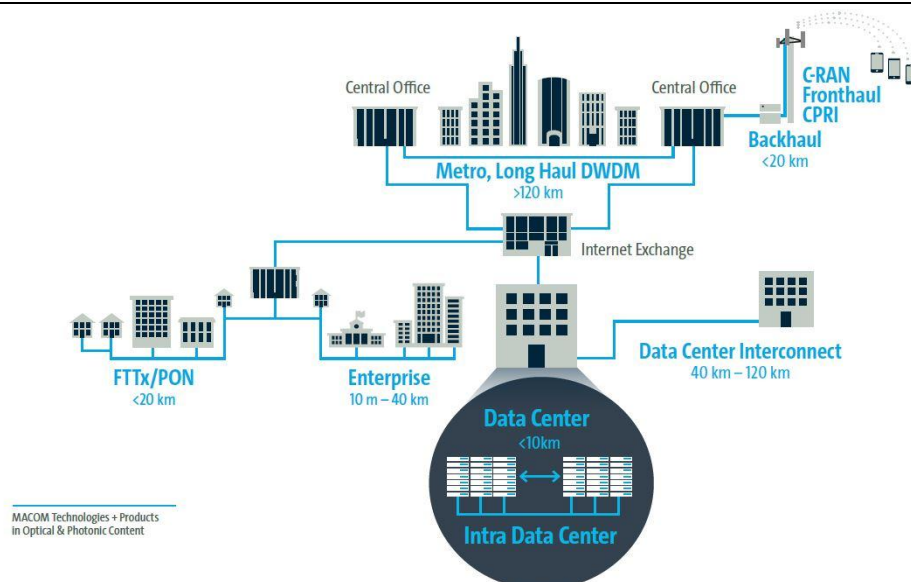 Central Office
Central Office
C-RAN
Fronthaul
CPRI
Backhaul
<20 km
Metro, Long Haul DWDM
>120 km
Internet Exchange
FTTx/PON
<20 km
Enterprise
10 m – 40 km
Data Center Interconnect
40 km – 120 km
Data Center
<10km
Intra Data Center
MACOM Technologies + Products
in Optical & Photonic Content